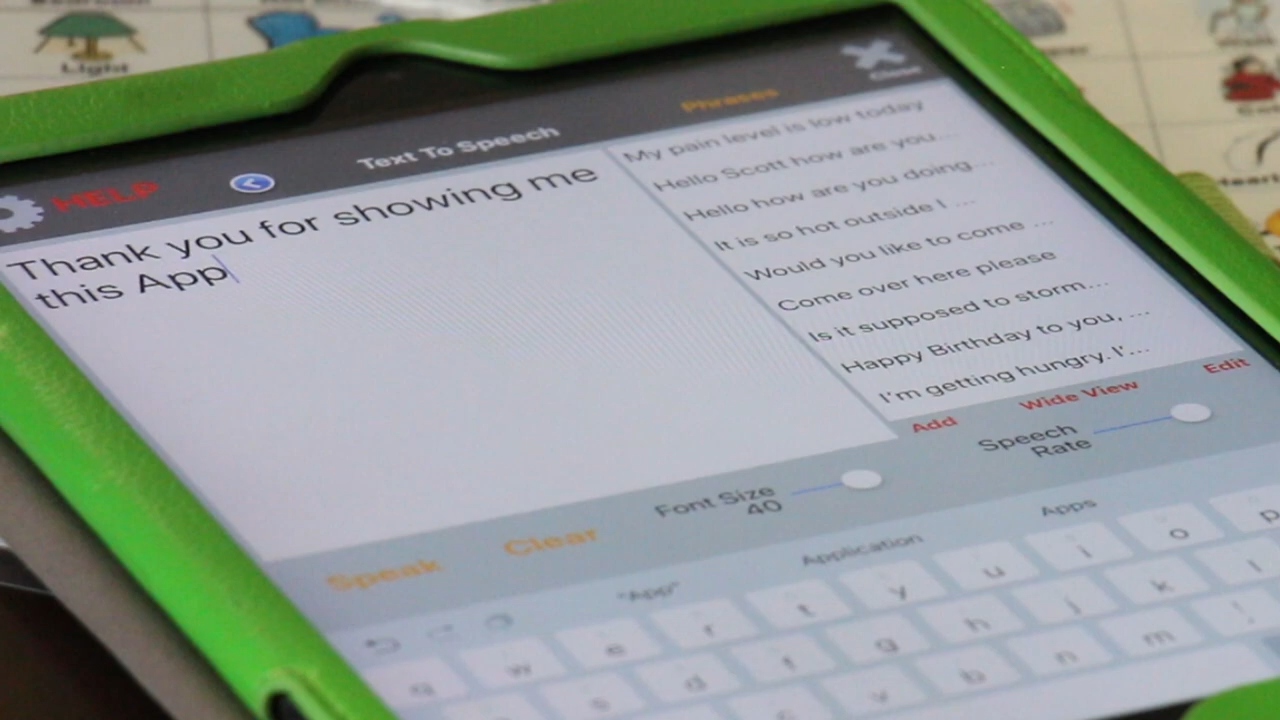 Light
Close
Phrases
Text To Speech
HELP
Thank you for showing me
this App
My pain level is low today
Hello Scott how are you...
Hello how are you doing...
It is so hot outside I ...
Would you like to come ...
Come over here please
Is it supposed to storm...
Happy Birthday to you, ...
I'm getting hungry. I'...
Add
Wide View
Edit
Speech
Rate
Font Size
40
Speak
Clear
"App"
Application
Apps
q w e r t y u i o p
s d f g h j k l
c v b n m !